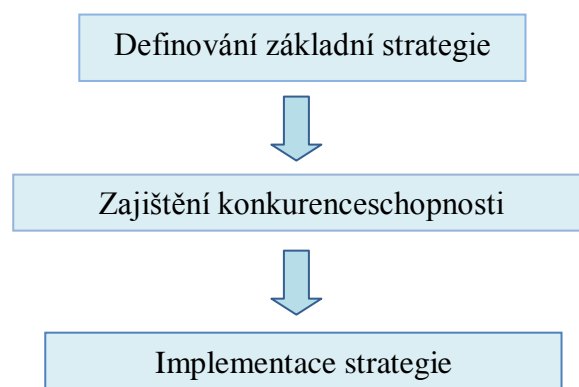 Definování základní strategie
Zajištění konkurenceschopnosti
Implementace strategie